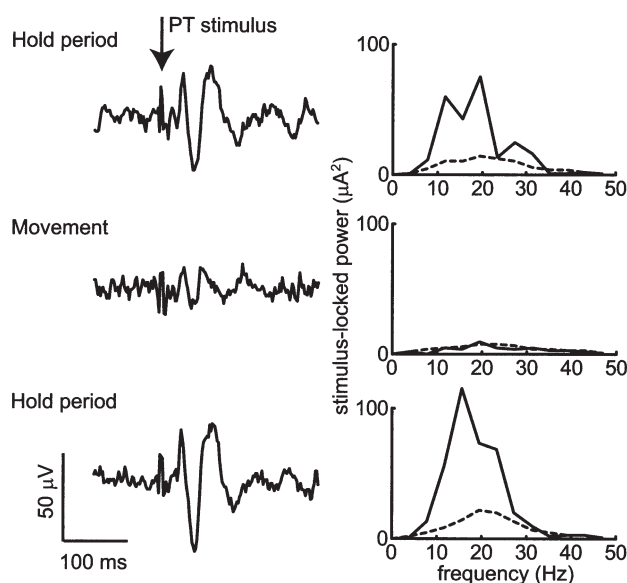 Hold period
PT stimulus
Movement
Hold period
50 µV
100 ms
stimulus-locked power (µA²)
100
0
0 10 20 30 40 50
100
0
0 10 20 30 40 50
100
0
0 10 20 30 40 50
frequency (Hz)